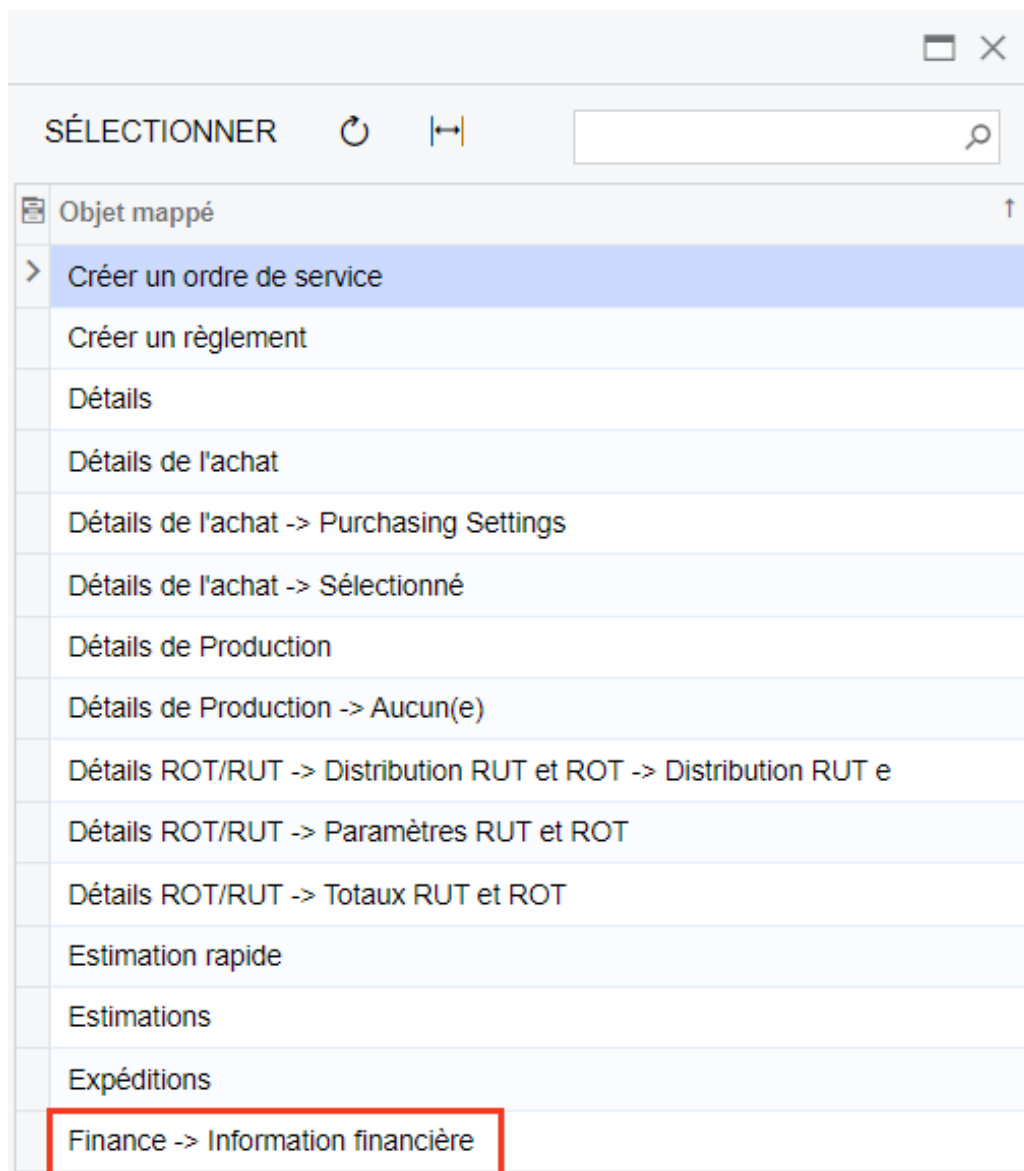 SÉLECTIONNER
Objet mappé
Créer un ordre de service
Créer un règlement
Détails
Détails de l'achat
Détails de l'achat -> Purchasing Settings
Détails de l'achat -> Sélectionné
Détails de Production
Détails de Production -> Aucun(e)
Détails ROT/RUT -> Distribution RUT et ROT -> Distribution RUT e
Détails ROT/RUT -> Paramètres RUT et ROT
Détails ROT/RUT -> Totaux RUT et ROT
Estimation rapide
Estimations
Expéditions
Finance -> Information financière